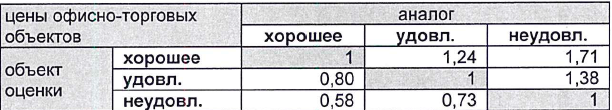 цены офисно-торговых объектов аналог
хорошее удовл. неудовл.
объект оценки хорошее 1 1,24 1,71
удовл. 0,80 1 1,38
неудовл. 0,58 0,73 1